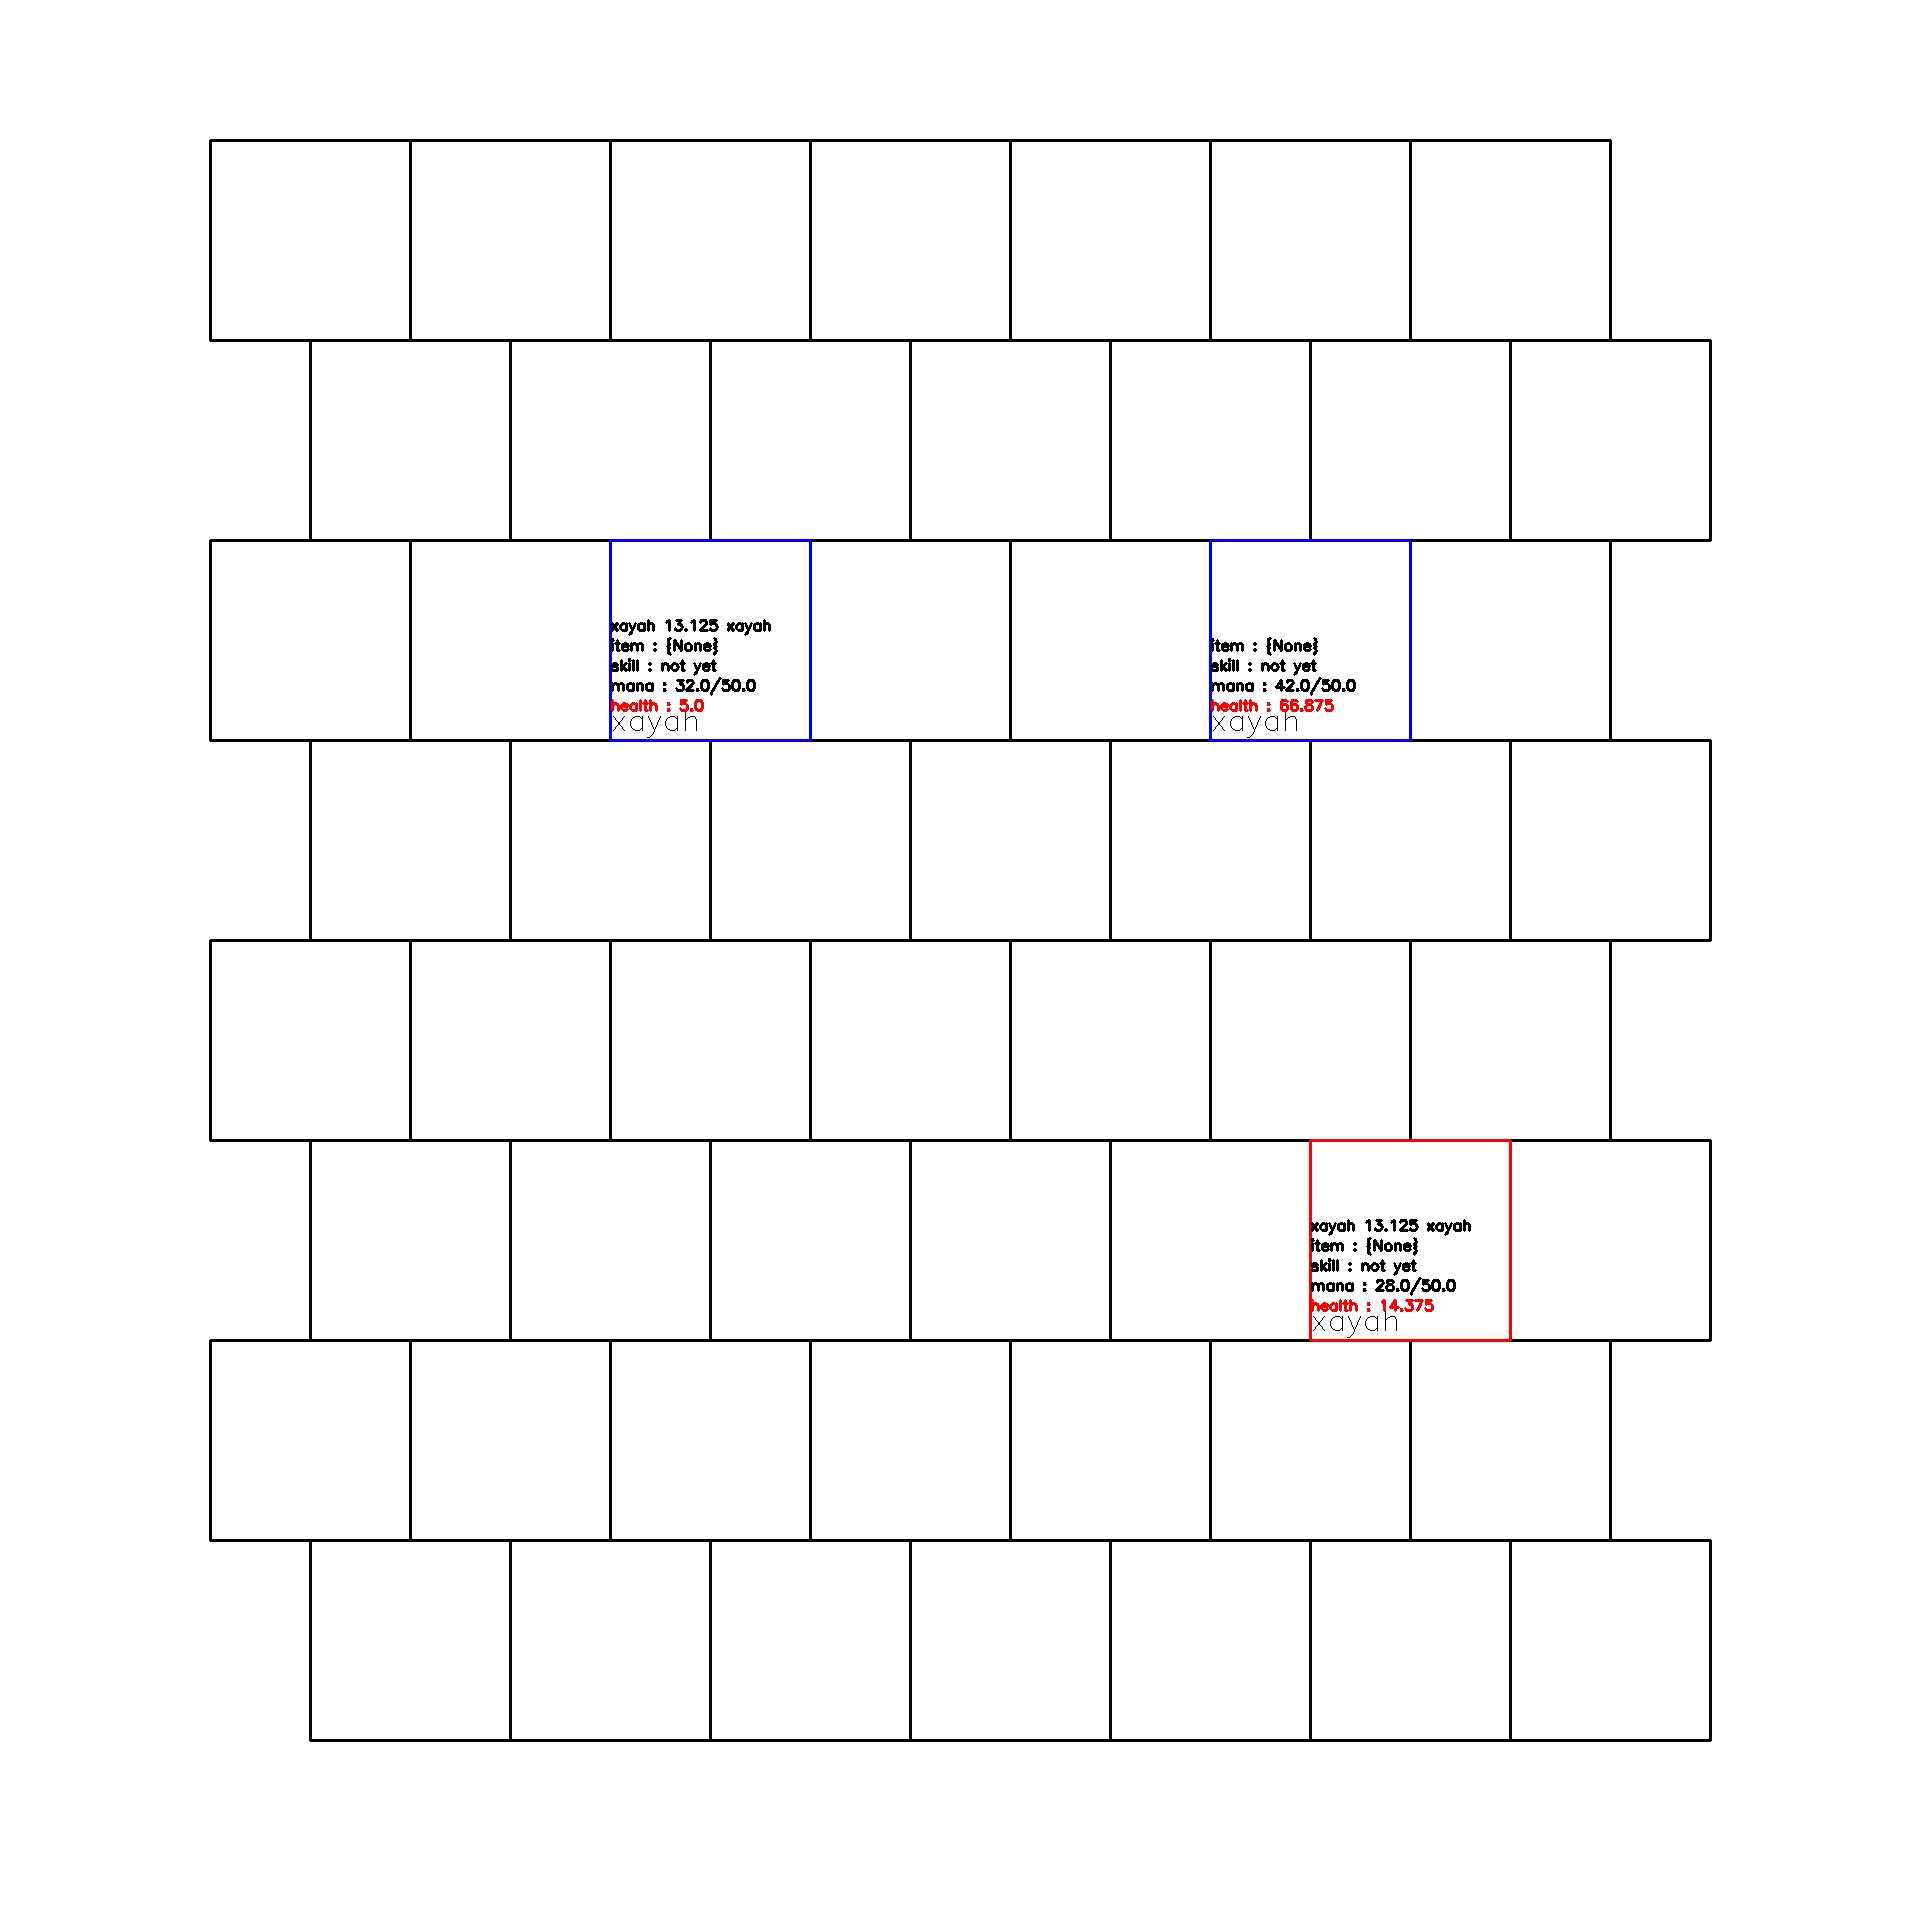 xayah 13.125 xayah
item : {None}
skill : not yet
mana : 32.0/50.0
health : 5.0
xayah
item : {None}
skill : not yet
mana : 42.0/50.0
health : 66.875
xayah
xayah 13.125 xayah
item : {None}
skill : not yet
mana : 28.0/50.0
health : 14.375
xayah